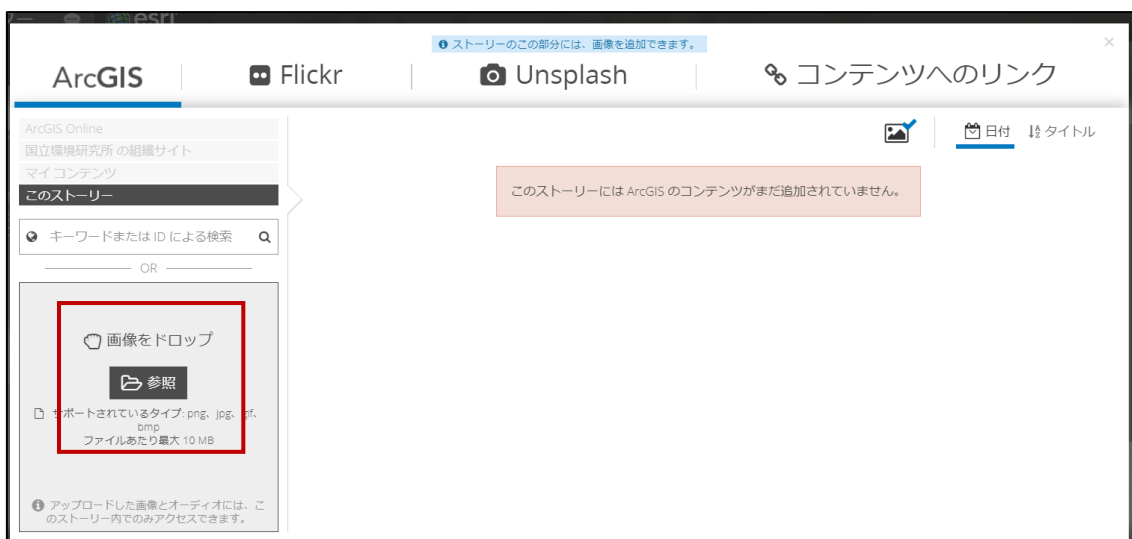 esri
ストーリーのこの部分には、画像を追加できます。
ArcGIS
Flickr
Unsplash
コンテンツへのリンク
ArcGIS Online
国立環境研究所 の組織サイト
マイ コンテンツ
このストーリー
日付
タイトル
このストーリーには ArcGIS のコンテンツがまだ追加されていません。
キーワードまたは ID による検索
OR
画像をドロップ
参照
サポートされているタイプ: png、jpg、gif、
bmp
ファイルあたり最大 10 MB
アップロードした画像とオーディオには、こ
のストーリー内でのみアクセスできます。